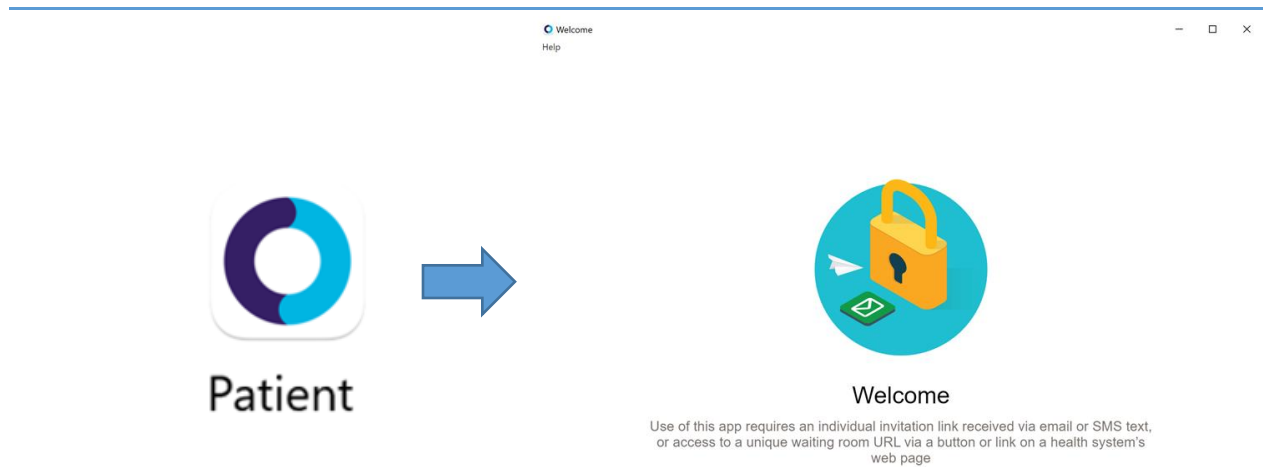 Welcome
Help
Patient
Welcome
Use of this app requires an individual invitation link received via email or SMS text,
or access to a unique waiting room URL via a button or link on a health system's
web page